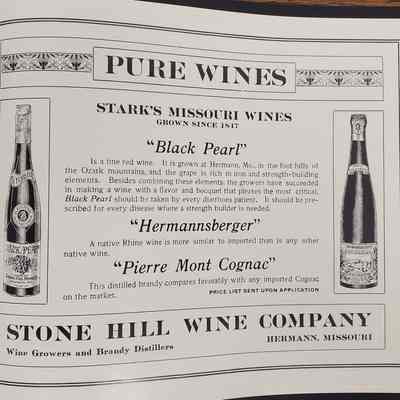 PURE WINES
STARK'S MISSOURI WINES
GROWN SINCE 1847
"Black Pearl"
Is a fine red wine. It is grown at Hermann, Mo., in the foot hills of
the Ozark mountains, and the grape is rich in iron and strength-building
elements. Besides combining these elements, the growers have succeeded
in making a wine with a flavor and bocquet that pleases the most critical.
Black Pearl should be taken by every diarrhoea patient. It should be pre-
scribed for every disease where a strength builder is needed.
"Hermannsberger"
A native Rhine wine is more similar to imported than is any other
native wine.
"Pierre Mont Cognac"
This distilled brandy compares favorably with any imported Cognac
on the market.
PRICE LIST SENT UPON APPLICATION
BLACK PEARL
STONE HILL WINE COMPANY
Wine Growers and Brandy Distillers
HERMANN, MISSOURI